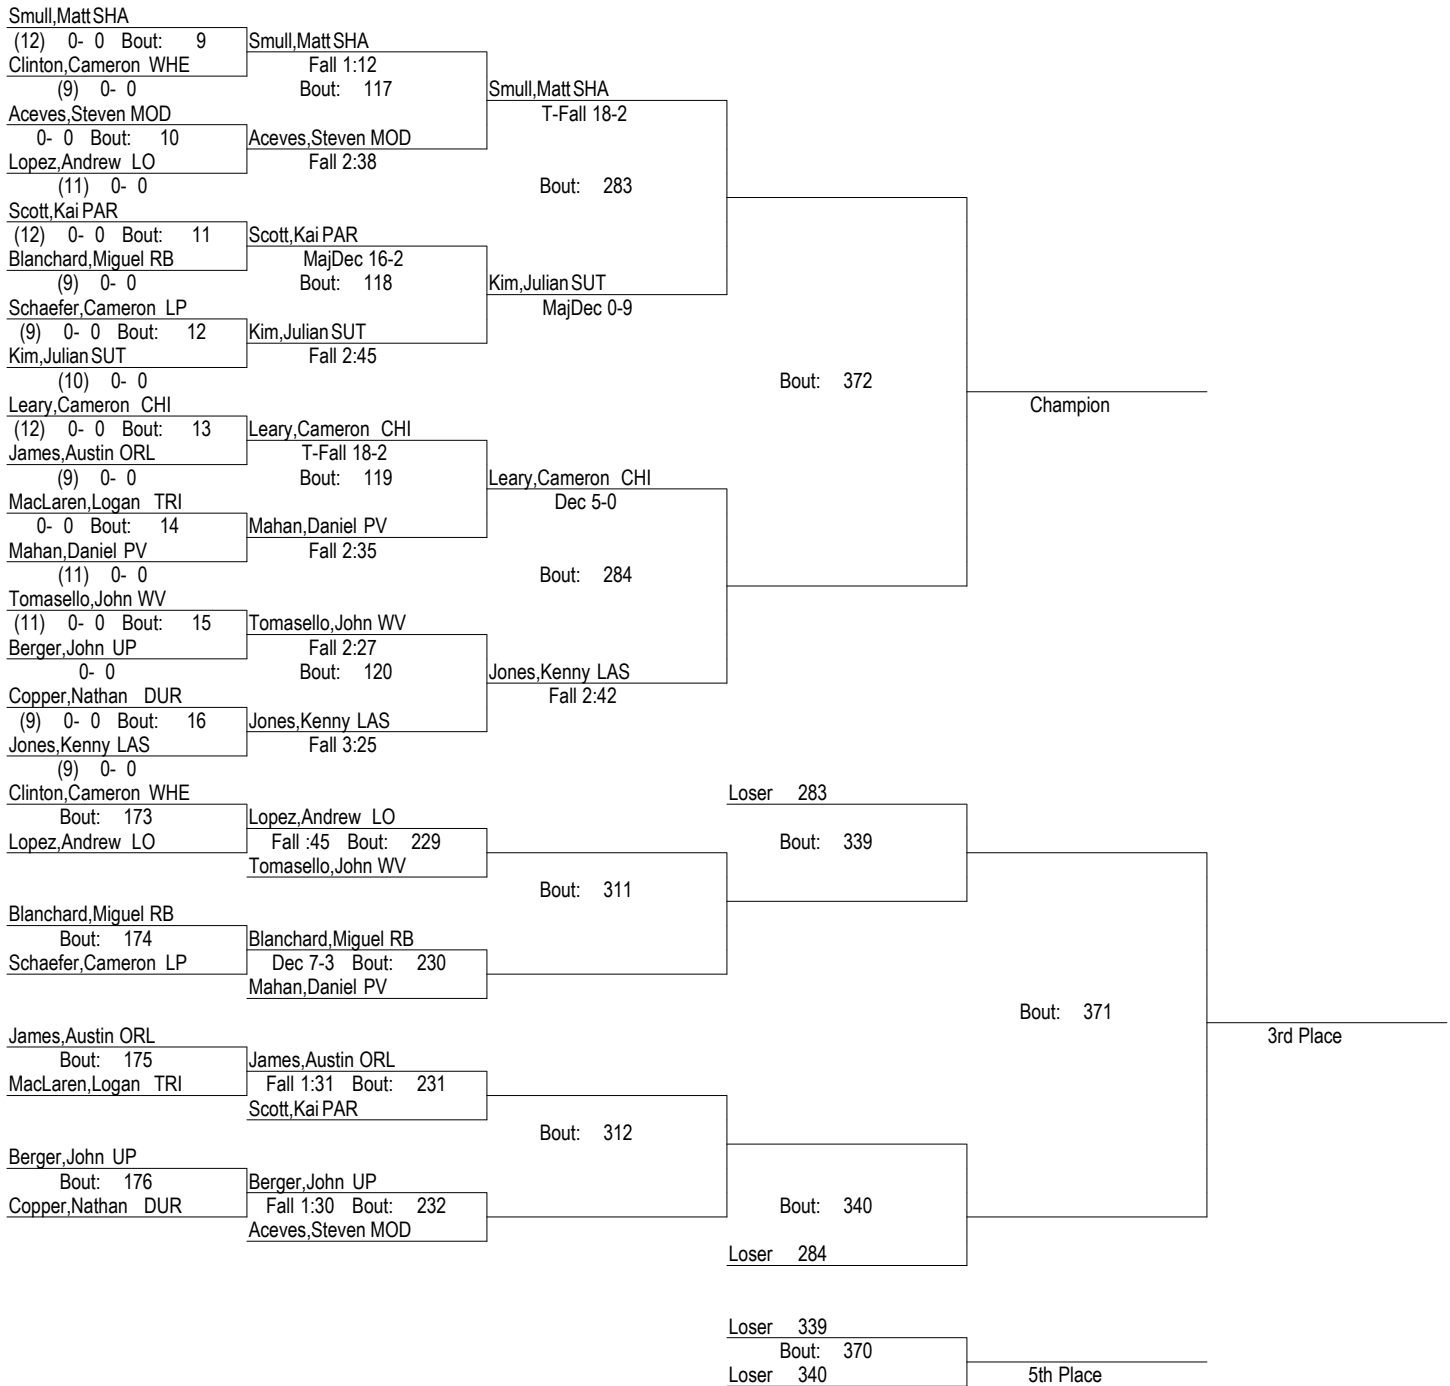 Smull,Matt SHA
(12) 0- 0 Bout: 9 Smull,Matt SHA
Clinton,Cameron WHE Fall 1:12
(9) 0- 0 Bout: 117 Smull,Matt SHA
Aceves,Steven MOD T-Fall 18-2
0- 0 Bout: 10 Aceves,Steven MOD
Lopez,Andrew LO Fall 2:38
(11) 0- 0 Bout: 283
Scott,Kai PAR
(12) 0- 0 Bout: 11 Scott,Kai PAR
Blanchard,Miguel RB MajDec 16-2
(9) 0- 0 Bout: 118 Kim,Julian SUT
Schaefer,Cameron LP MajDec 0-9
(9) 0- 0 Bout: 12 Kim,Julian SUT
Kim,Julian SUT Fall 2:45
(10) 0- 0 Bout: 372
Leary,Cameron CHI Champion
(12) 0- 0 Bout: 13 Leary,Cameron CHI
James,Austin ORL T-Fall 18-2
(9) 0- 0 Bout: 119 Leary,Cameron CHI
MacLaren,Logan TRI Dec 5-0
0- 0 Bout: 14 Mahan,Daniel PV
Mahan,Daniel PV Fall 2:35
(11) 0- 0 Bout: 284
Tomasello,John WV
(11) 0- 0 Bout: 15 Tomasello,John WV
Berger,John UP Fall 2:27
0- 0 Bout: 120 Jones,Kenny LAS
Copper,Nathan DUR Fall 2:42
(9) 0- 0 Bout: 16 Jones,Kenny LAS
Jones,Kenny LAS Fall 3:25
(9) 0- 0
Clinton,Cameron WHE Loser 283
Bout: 173 Lopez,Andrew LO
Lopez,Andrew LO Fall :45 Bout: 229 Bout: 339
Tomasello,John WV
Bout: 311
Blanchard,Miguel RB
Bout: 174 Blanchard,Miguel RB
Schaefer,Cameron LP Dec 7-3 Bout: 230
Mahan,Daniel PV
Bout: 371
James,Austin ORL 3rd Place
Bout: 175 James,Austin ORL
MacLaren,Logan TRI Fall 1:31 Bout: 231
Scott,Kai PAR
Bout: 312
Berger,John UP
Bout: 176 Berger,John UP
Copper,Nathan DUR Fall 1:30 Bout: 232 Bout: 340
Aceves,Steven MOD
Loser 284
Loser 339
Bout: 370
Loser 340 5th Place